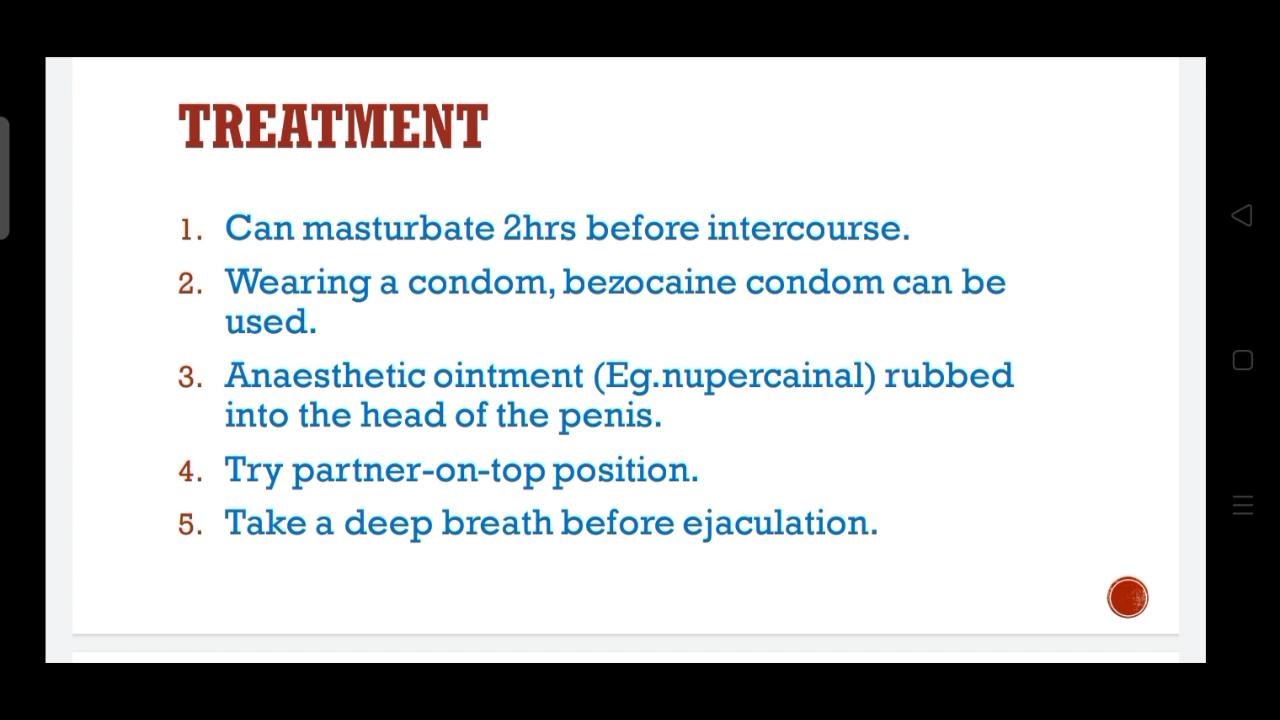 TREATMENT
1. Can masturbate 2hrs before intercourse.
2. Wearing a condom, bezocaine condom can be
used.
3. Anaesthetic ointment (Eg.nupercainal) rubbed
into the head of the penis.
4. Try partner-on-top position.
5. Take a deep breath before ejaculation.